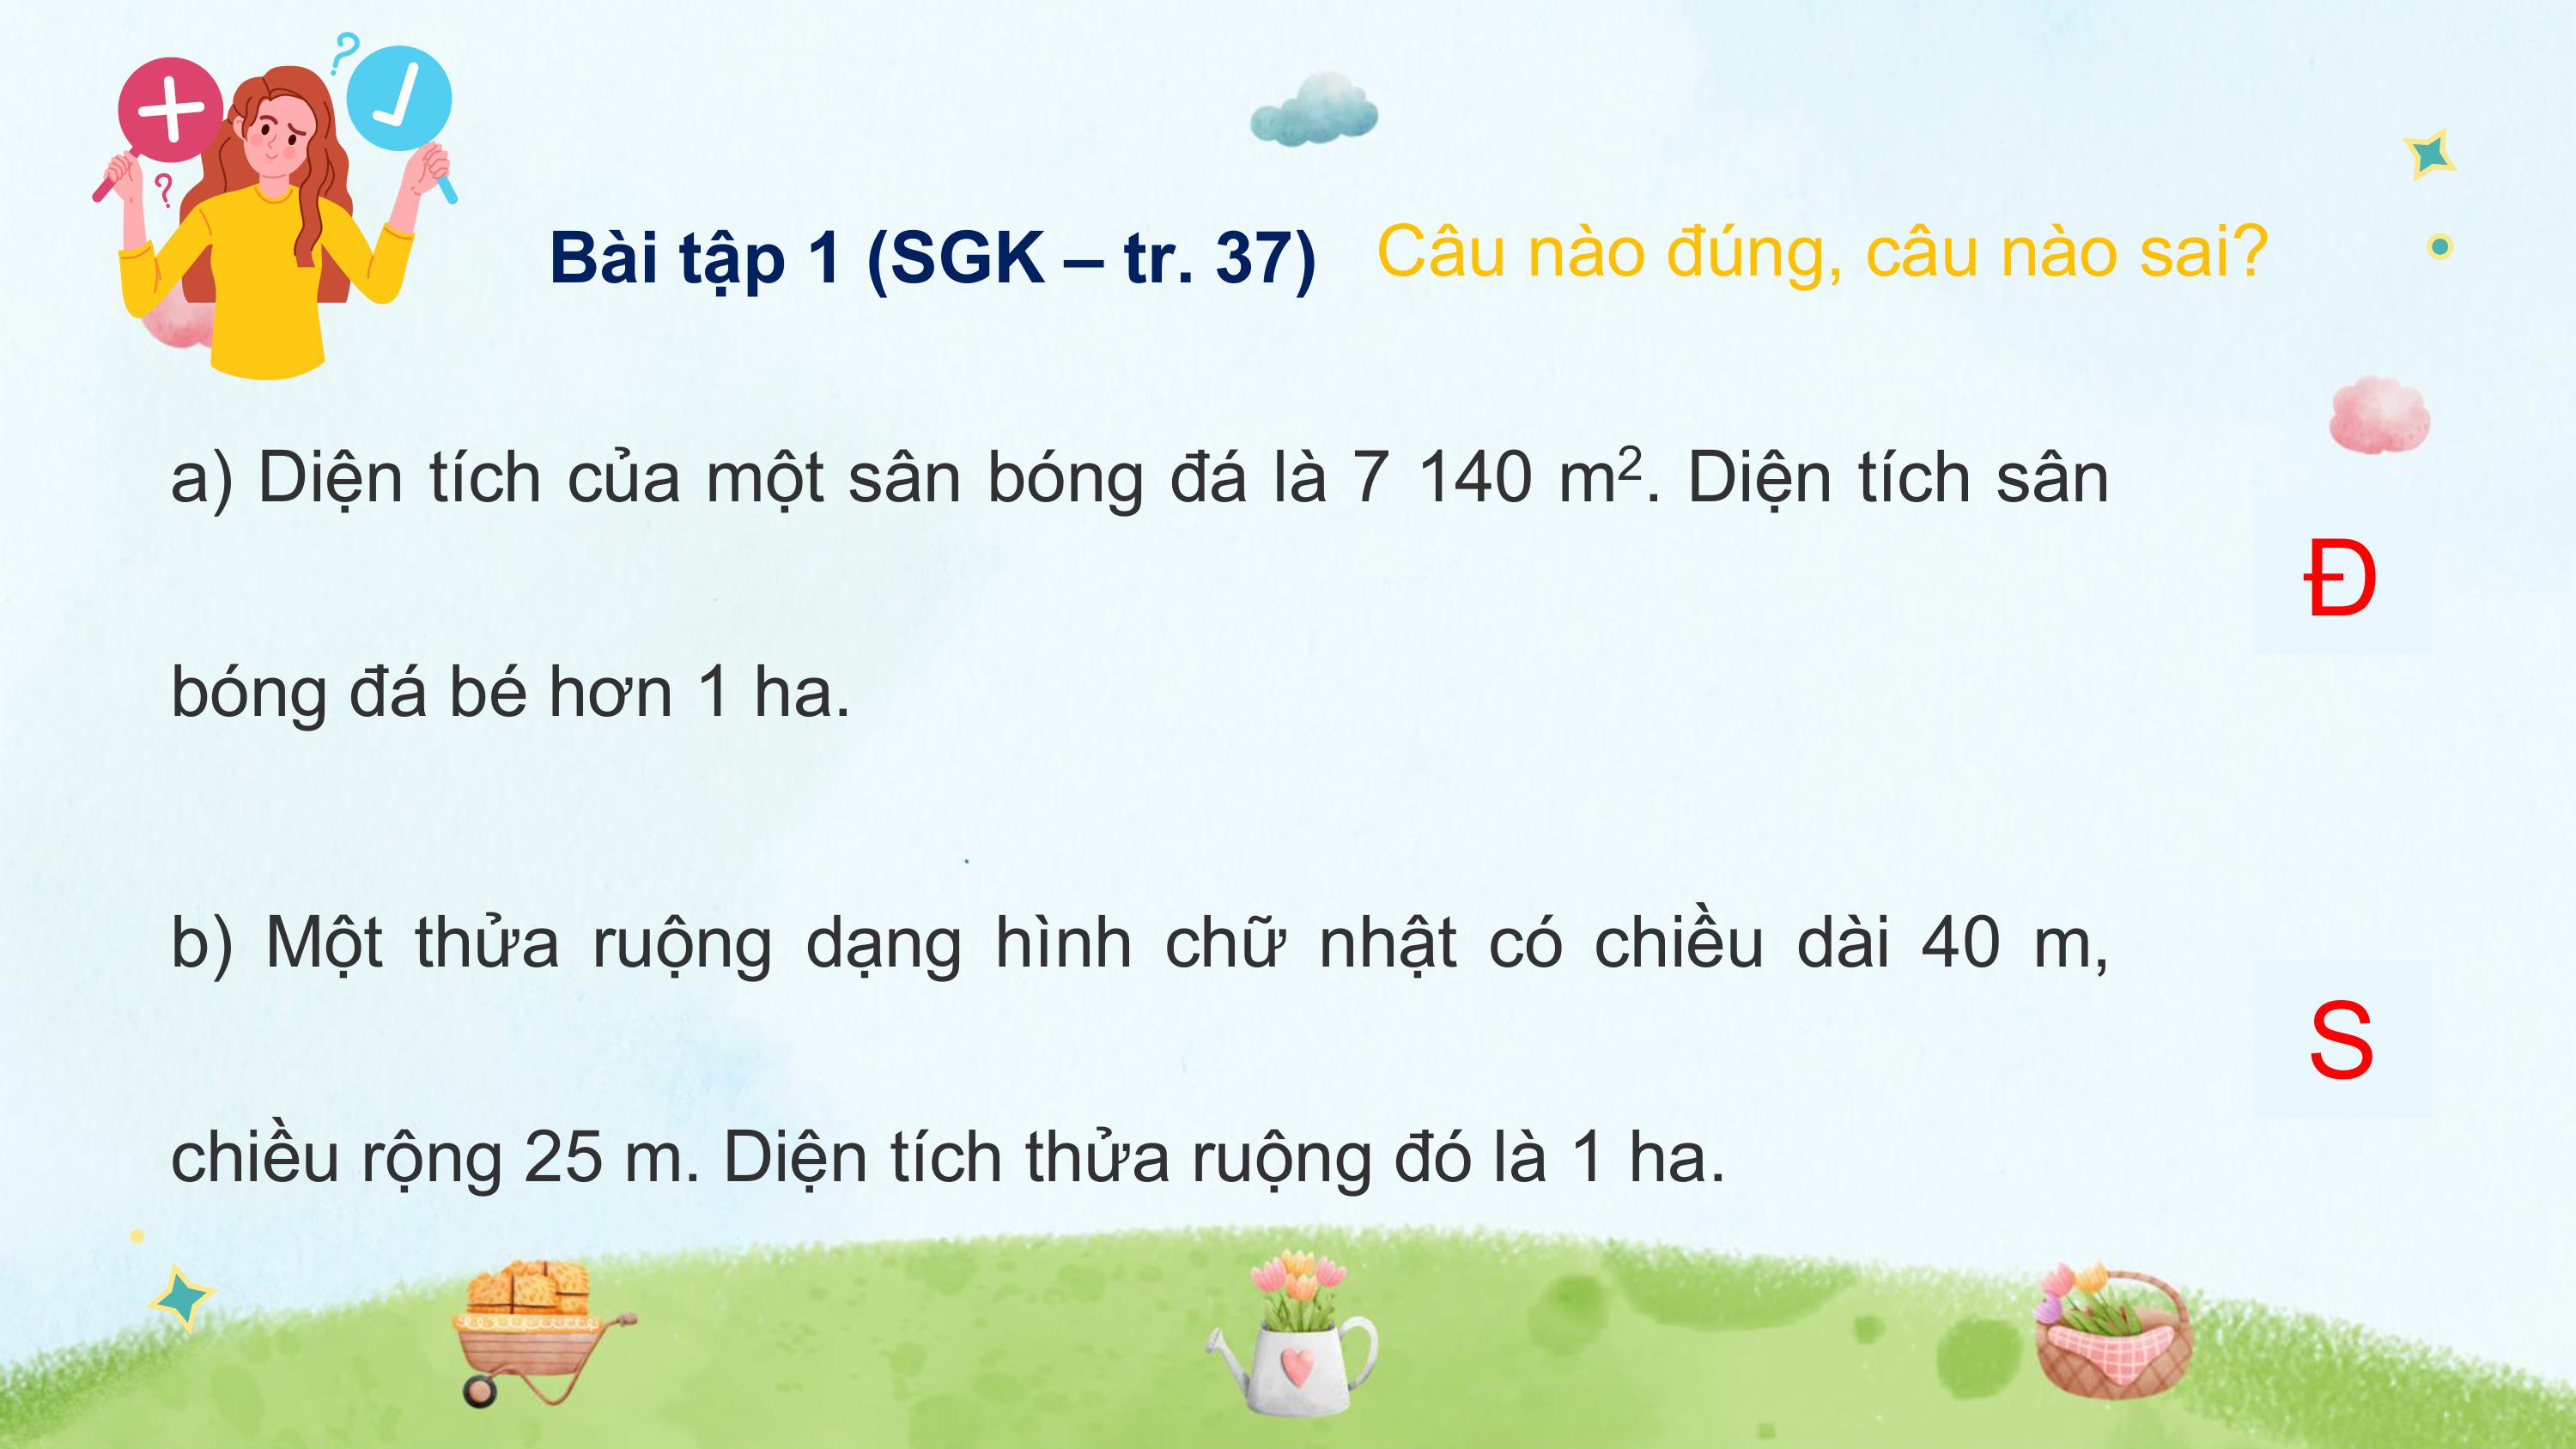 Bài tập 1 (SGK – tr. 37) Câu nào đúng, câu nào sai?
a) Diện tích của một sân bóng đá là 7 140 m². Diện tích sân
Đ
bóng đá bé hơn 1 ha.
b) Một thửa ruộng dạng hình chữ nhật có chiều dài 40 m,
S
chiều rộng 25 m. Diện tích thửa ruộng đó là 1 ha.